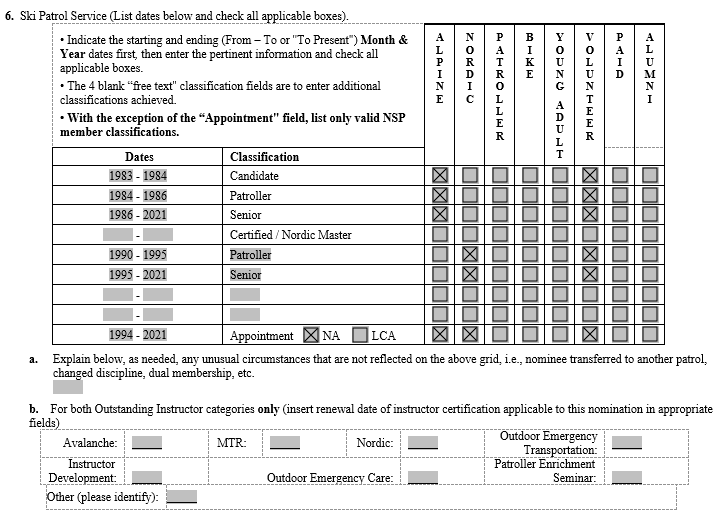 6. Ski Patrol Service (List dates below and check all applicable boxes).
• Indicate the starting and ending (From – To or "To Present") Month &
Year dates first, then enter the pertinent information and check all
applicable boxes.
• The 4 blank “free text” classification fields are to enter additional
classifications achieved.
• With the exception of the “Appointment" field, list only valid NSP
member classifications.
ALPINE
NORDIC
PATROLLER
BIKE
YOUNG ADULT
VOLUNTEER
PAID
ALUMNI
Dates Classification
1983 - 1984 Candidate
1984 - 1986 Patroller
1986 - 2021 Senior
- Certified / Nordic Master
1990 - 1995 Patroller
1995 - 2021 Senior
-
-
1994 - 2021 Appointment NA LCA
a. Explain below, as needed, any unusual circumstances that are not reflected on the above grid, i.e., nominee transferred to another patrol,
changed discipline, dual membership, etc.
b. For both Outstanding Instructor categories only (insert renewal date of instructor certification applicable to this nomination in appropriate
fields)
Avalanche: MTR: Nordic: Outdoor Emergency
Transportation:
Instructor
Development: Outdoor Emergency Care: Patroller Enrichment
Seminar:
Other (please identify):